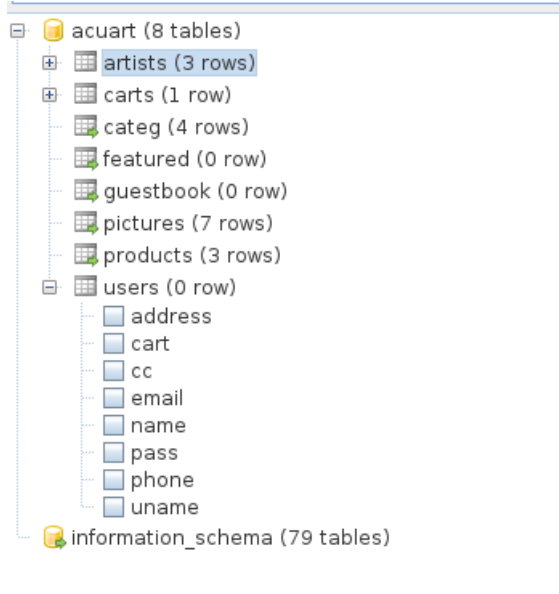 acuart (8 tables)
artists (3 rows)
carts (1 row)
categ (4 rows)
featured (0 row)
guestbook (0 row)
pictures (7 rows)
products (3 rows)
users (0 row)
address
cart
cc
email
name
pass
phone
uname
information_schema (79 tables)